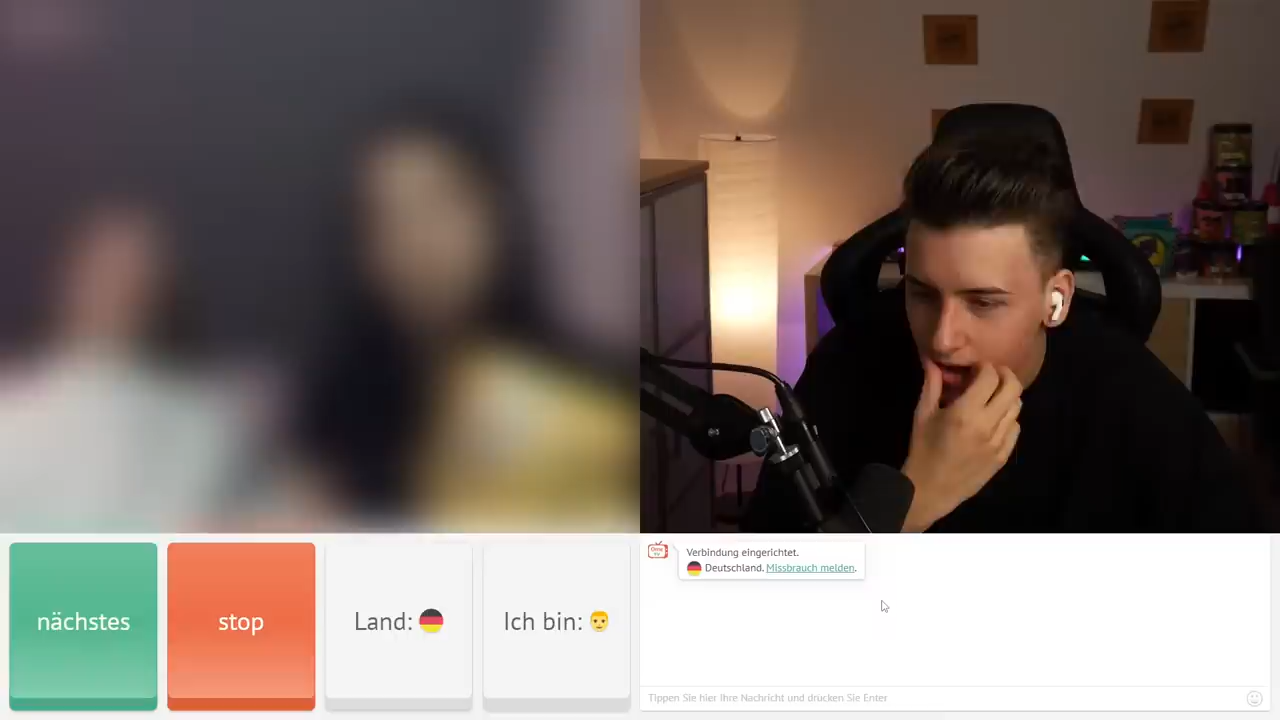 nächstes
stop
Land:
Ich bin:
Verbindung eingerichtet.
Deutschland. Missbrauch melden.
Tippen Sie hier Ihre Nachricht und drücken Sie Enter